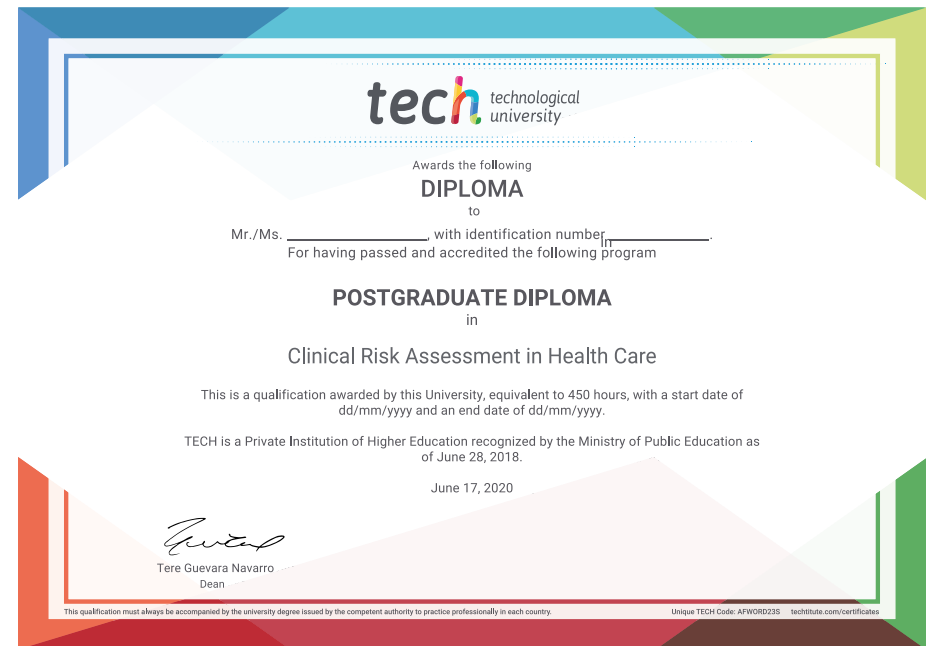 tech technological
university
Awards the following
DIPLOMA
to
Mr./Ms. ____________________, with identification number______________.
In
For having passed and accredited the following program
POSTGRADUATE DIPLOMA
in
Clinical Risk Assessment in Health Care
This is a qualification awarded by this University, equivalent to 450 hours, with a start date of
dd/mm/yyyy and an end date of dd/mm/yyyy.
TECH is a Private Institution of Higher Education recognized by the Ministry of Public Education as
of June 28, 2018.
June 17, 2020
Tere Guevara Navarro
Dean
This qualification must always be accompanied by the university degree issued by the competent authority to practice professionally in each country. Unique TECH Code: AFWORD23S techtitute.com/certificates